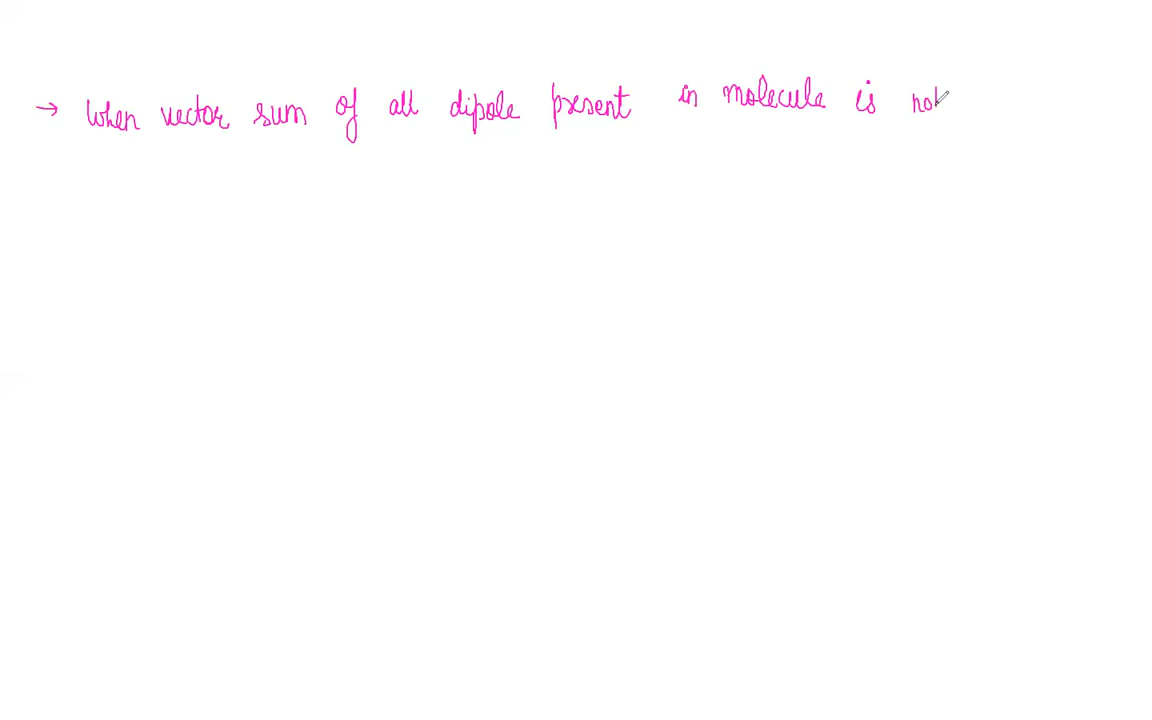 → When vector sum of all dipole present in molecule is not